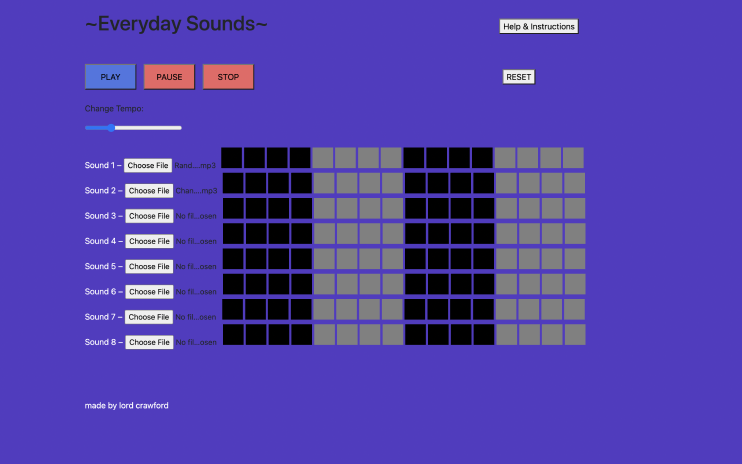 ~Everyday Sounds~
Help & Instructions
PLAY PAUSE STOP
RESET
Change Tempo:
Sound 1 – Choose File Rand....mp3
Sound 2 – Choose File Chan....mp3
Sound 3 – Choose File No fil...osen
Sound 4 – Choose File No fil...osen
Sound 5 – Choose File No fil...osen
Sound 6 – Choose File No fil...osen
Sound 7 – Choose File No fil...osen
Sound 8 – Choose File No fil...osen
made by lord crawford